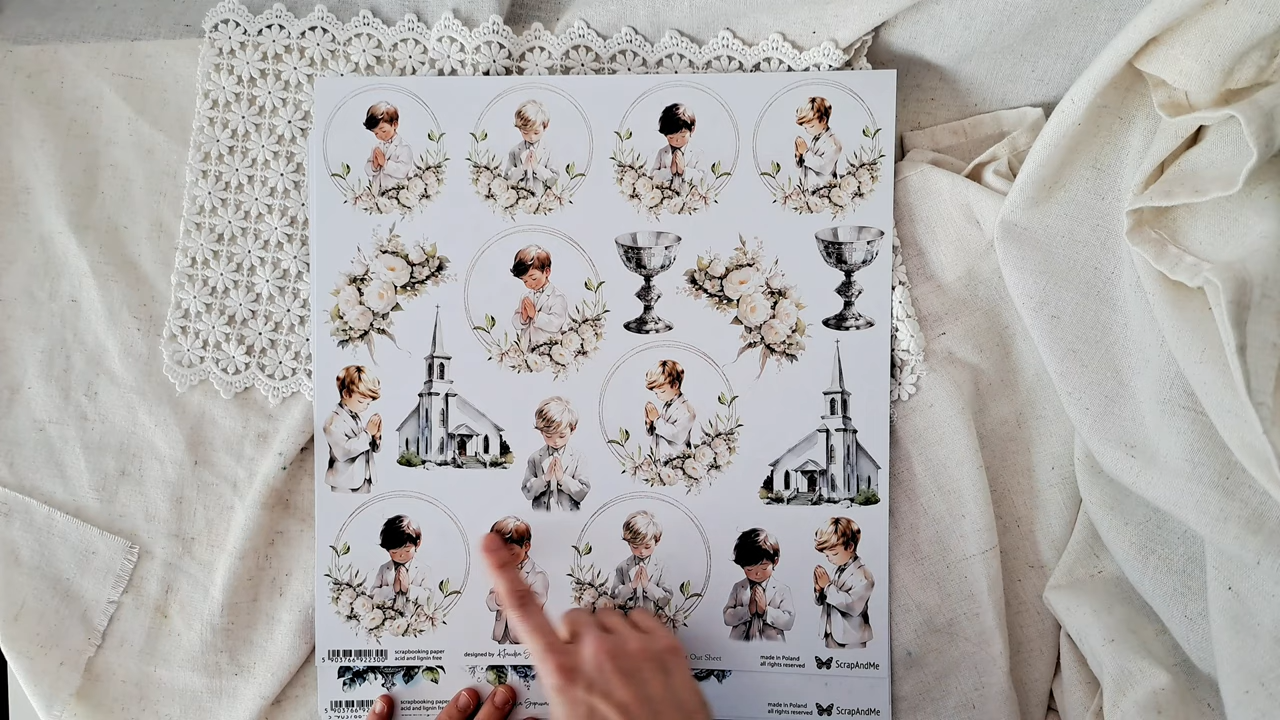 5 903766 922300
scrapbooking paper
acid and lignin free
designed by
Out Sheet
made in Poland
all rights reserved
ScrapAndMe
scrapbooking paper
acid and lignin free
made in Poland
all rights reserved
ScrapAndMe